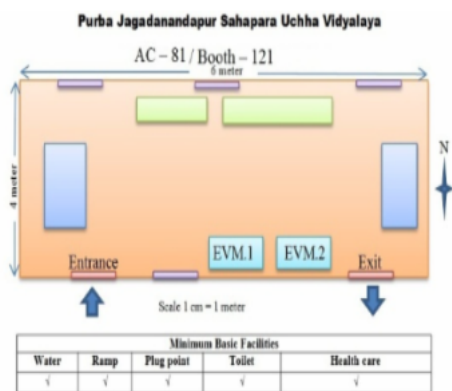 Purba Jagadanandapur Sahapara Uchha Vidyalaya
AC – 81 / Booth – 121
6 meter
4 meter
N
EVM.1 EVM.2
Entrance Exit
Scale 1 cm = 1 meter
Minimum Basic Facilities
Water Ramp Plug point Toilet Health care
√ √ √ √ √